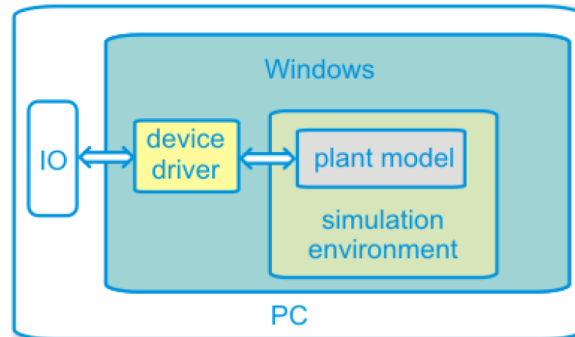 Windows
IO
device
driver
plant model
simulation
environment
PC